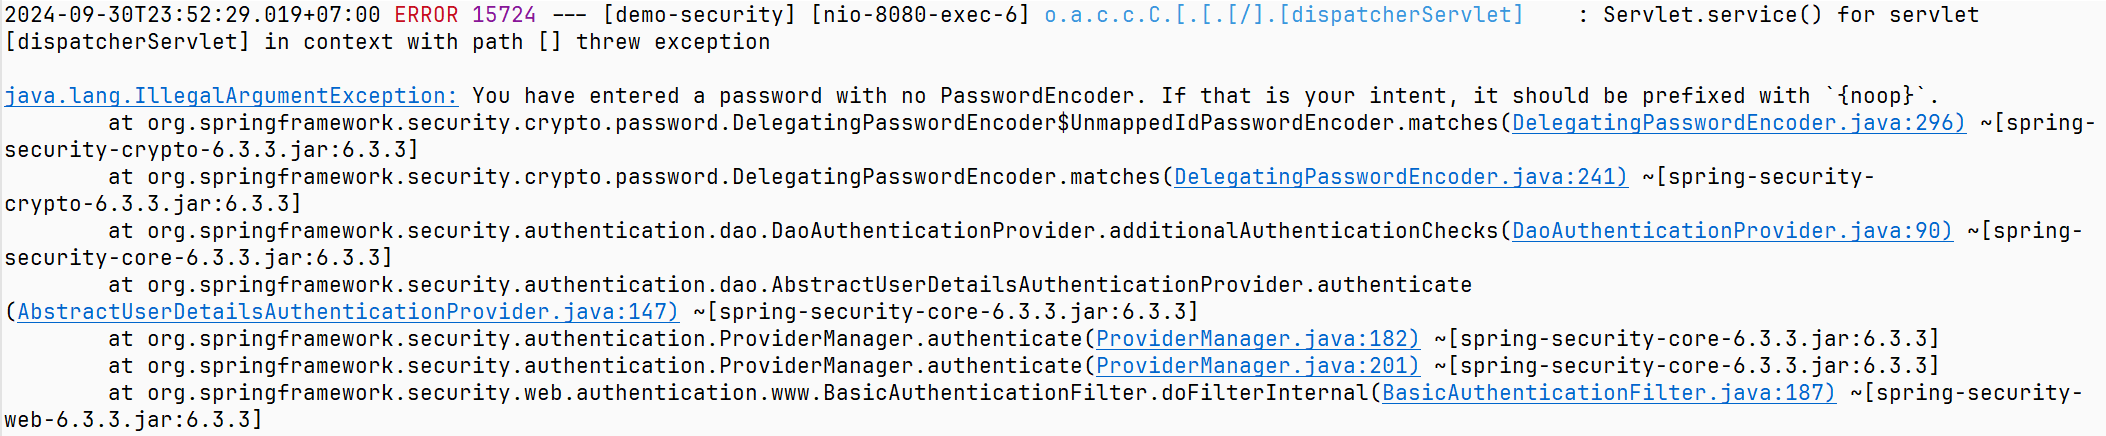 2024-09-30T23:52:29.019+07:00 ERROR 15724 --- [demo-security] [nio-8080-exec-6] o.a.c.c.C.[.[.[/].[dispatcherServlet]    : Servlet.service() for servlet
[dispatcherServlet] in context with path [] threw exception

java.lang.IllegalArgumentException: You have entered a password with no PasswordEncoder. If that is your intent, it should be prefixed with `{noop}`.
        at org.springframework.security.crypto.password.DelegatingPasswordEncoder$UnmappedIdPasswordEncoder.matches(DelegatingPasswordEncoder.java:296) ~[spring-
security-crypto-6.3.3.jar:6.3.3]
        at org.springframework.security.crypto.password.DelegatingPasswordEncoder.matches(DelegatingPasswordEncoder.java:241) ~[spring-security-
crypto-6.3.3.jar:6.3.3]
        at org.springframework.security.authentication.dao.DaoAuthenticationProvider.additionalAuthenticationChecks(DaoAuthenticationProvider.java:90) ~[spring-
security-core-6.3.3.jar:6.3.3]
        at org.springframework.security.authentication.dao.AbstractUserDetailsAuthenticationProvider.authenticate
(AbstractUserDetailsAuthenticationProvider.java:147) ~[spring-security-core-6.3.3.jar:6.3.3]
        at org.springframework.security.authentication.ProviderManager.authenticate(ProviderManager.java:182) ~[spring-security-core-6.3.3.jar:6.3.3]
        at org.springframework.security.authentication.ProviderManager.authenticate(ProviderManager.java:201) ~[spring-security-core-6.3.3.jar:6.3.3]
        at org.springframework.security.web.authentication.www.BasicAuthenticationFilter.doFilterInternal(BasicAuthenticationFilter.java:187) ~[spring-security-
web-6.3.3.jar:6.3.3]